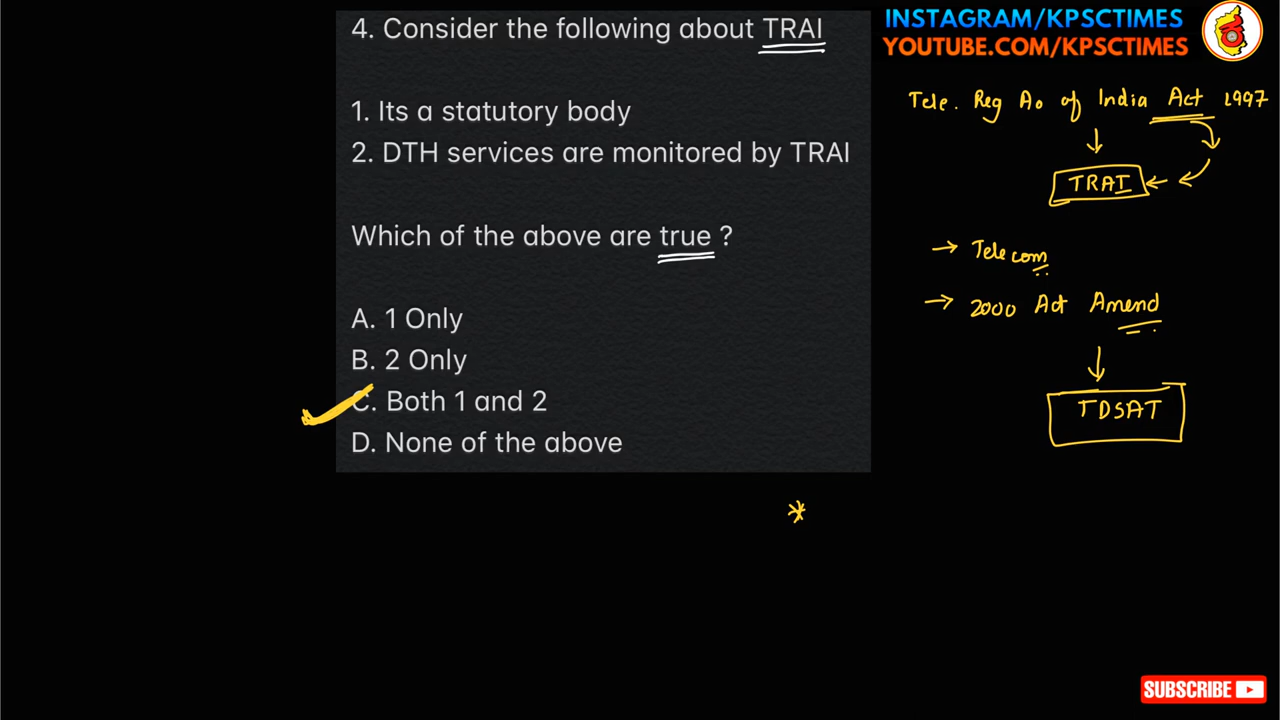 4. Consider the following about TRAI
1. Its a statutory body
2. DTH services are monitored by TRAI
Which of the above are true ?
A. 1 Only
B. 2 Only
C. Both 1 and 2
D. None of the above
INSTAGRAM/KPSCTIMES
YOUTUBE.COM/KPSCTIMES
Tele. Reg Ao of India Act 1997
TRAI
→ Telecom
→ 2000 Act Amend
TDSAT
*
SUBSCRIBE